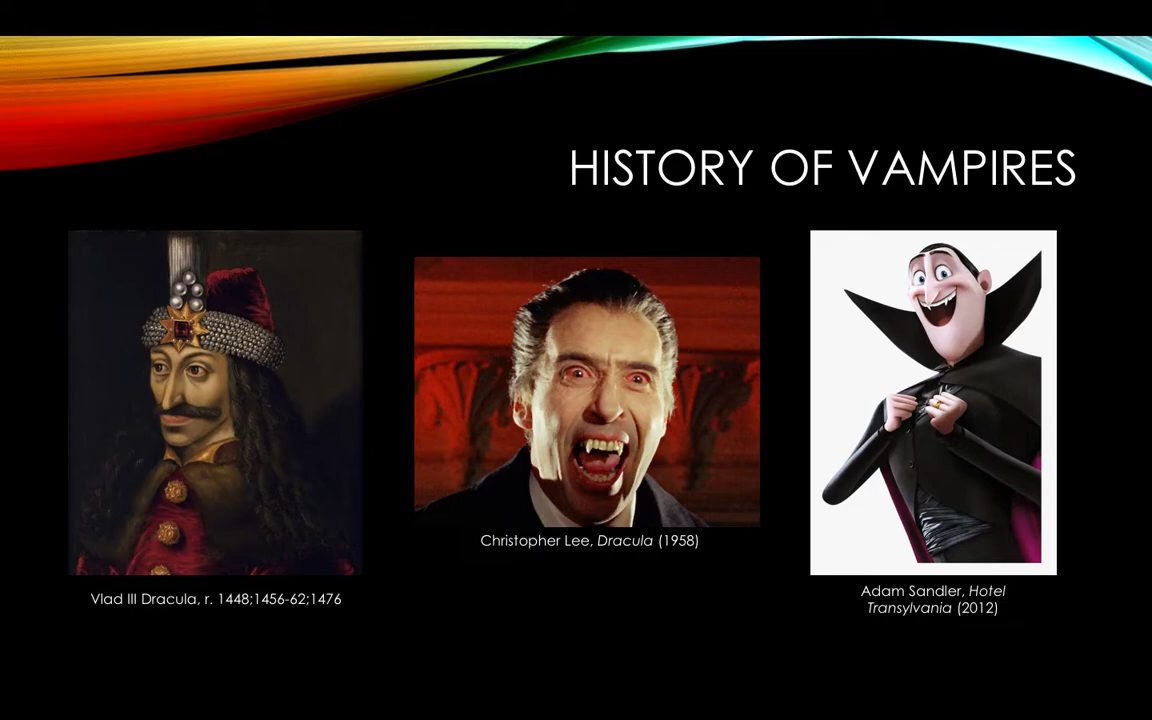 HISTORY OF VAMPIRES
Vlad III Dracula, r. 1448;1456-62;1476
Christopher Lee, Dracula (1958)
Adam Sandler, Hotel
Transylvania (2012)